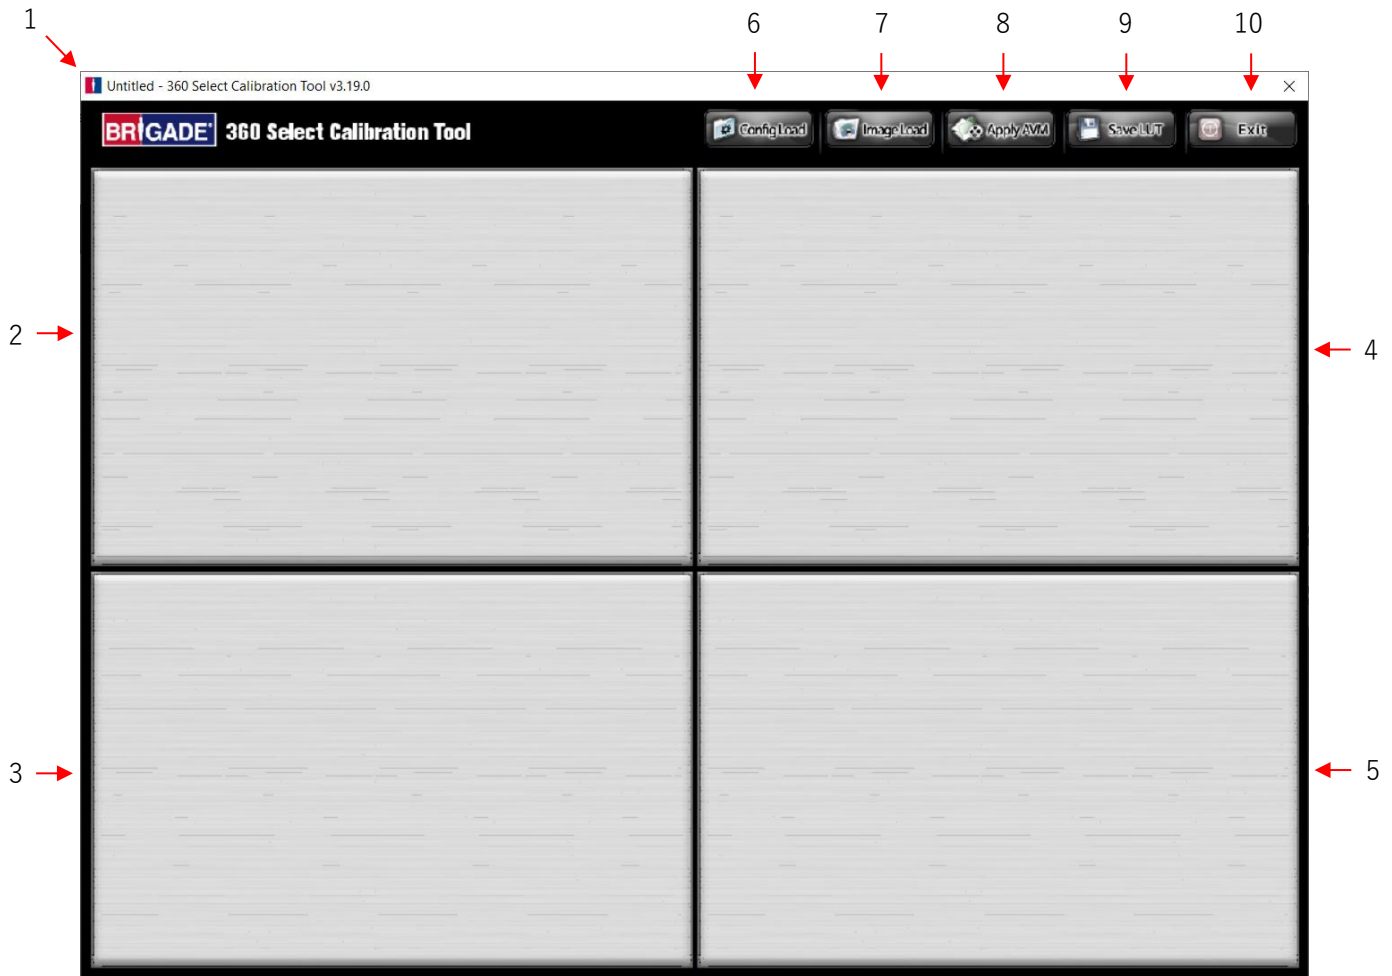 1
6
7
8
9
10
Untitled - 360 Select Calibration Tool v3.19.0
BRIGADE 360 Select Calibration Tool
Config Load
Image Load
Apply AVM
Save LUT
Exit
2
4
3
5